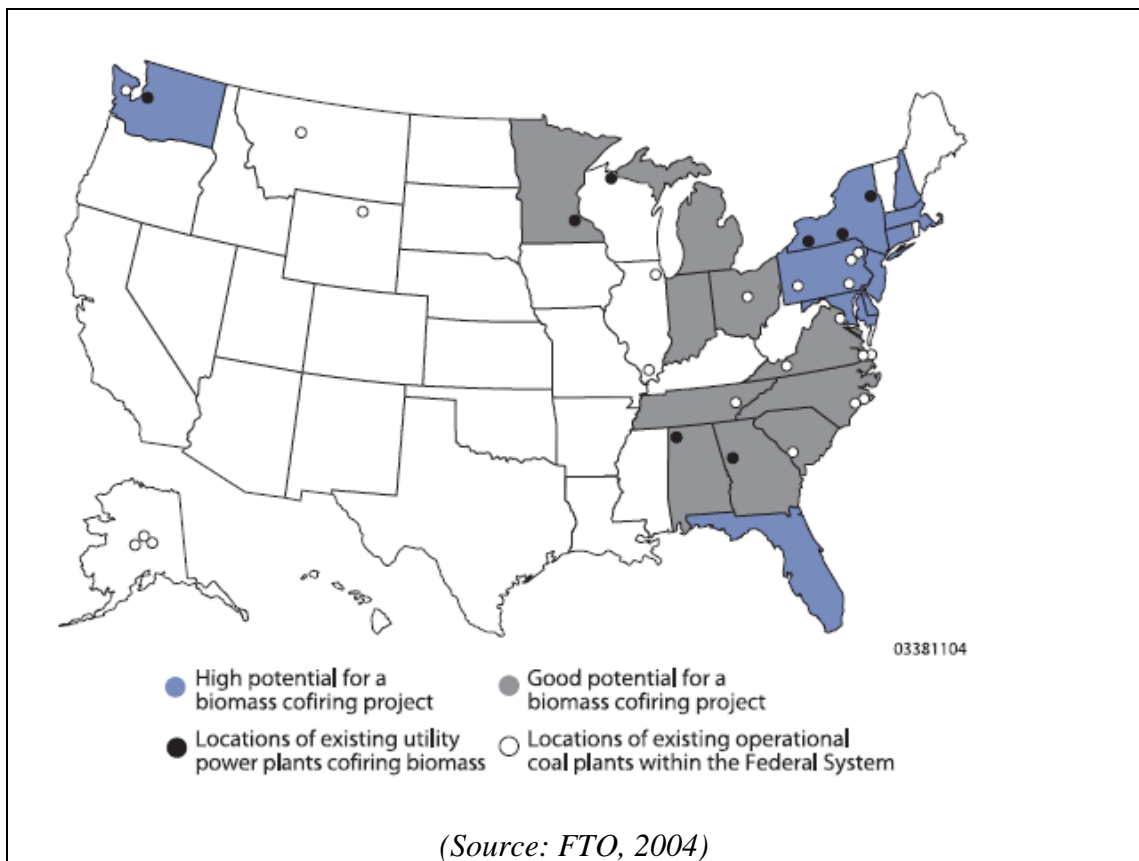 03381104
High potential for a
biomass cofiring project
Good potential for a
biomass cofiring project
Locations of existing utility
power plants cofiring biomass
Locations of existing operational
coal plants within the Federal System
(Source: FTO, 2004)